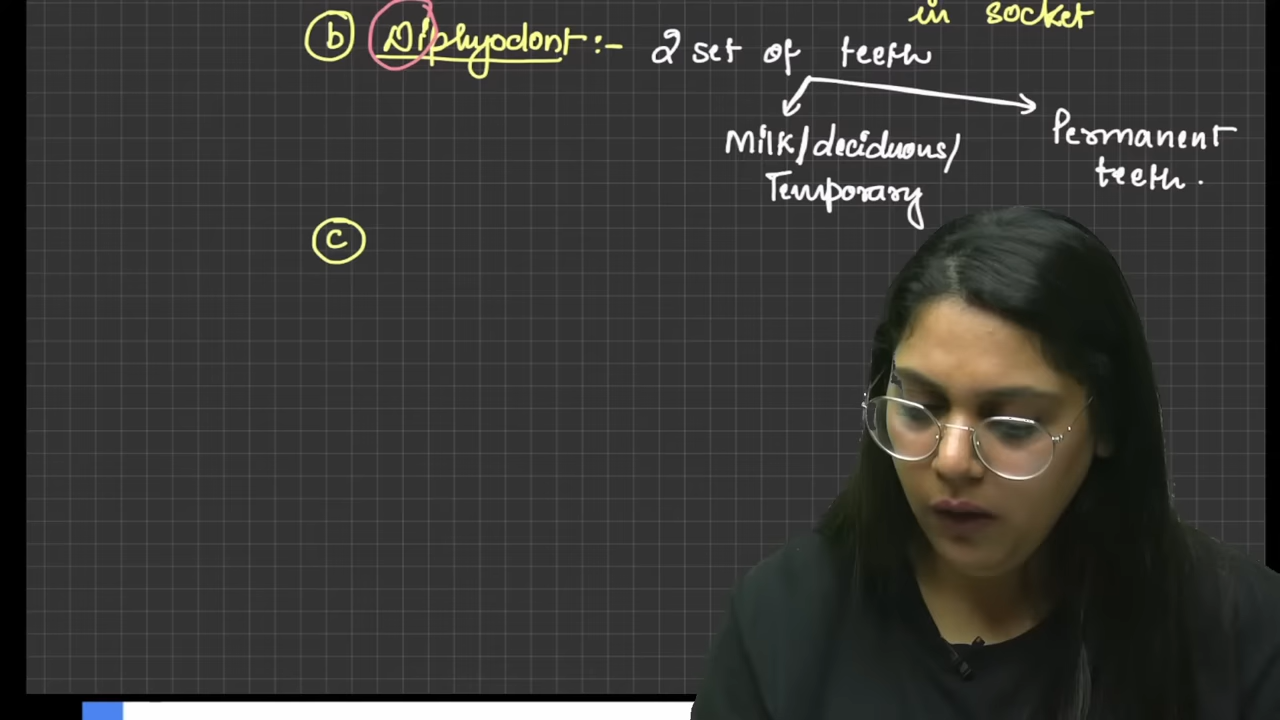 in socket
b Diphyodont :- 2 set of teeth
Milk/deciduous/
Temporary
Permanent
teeth.
c